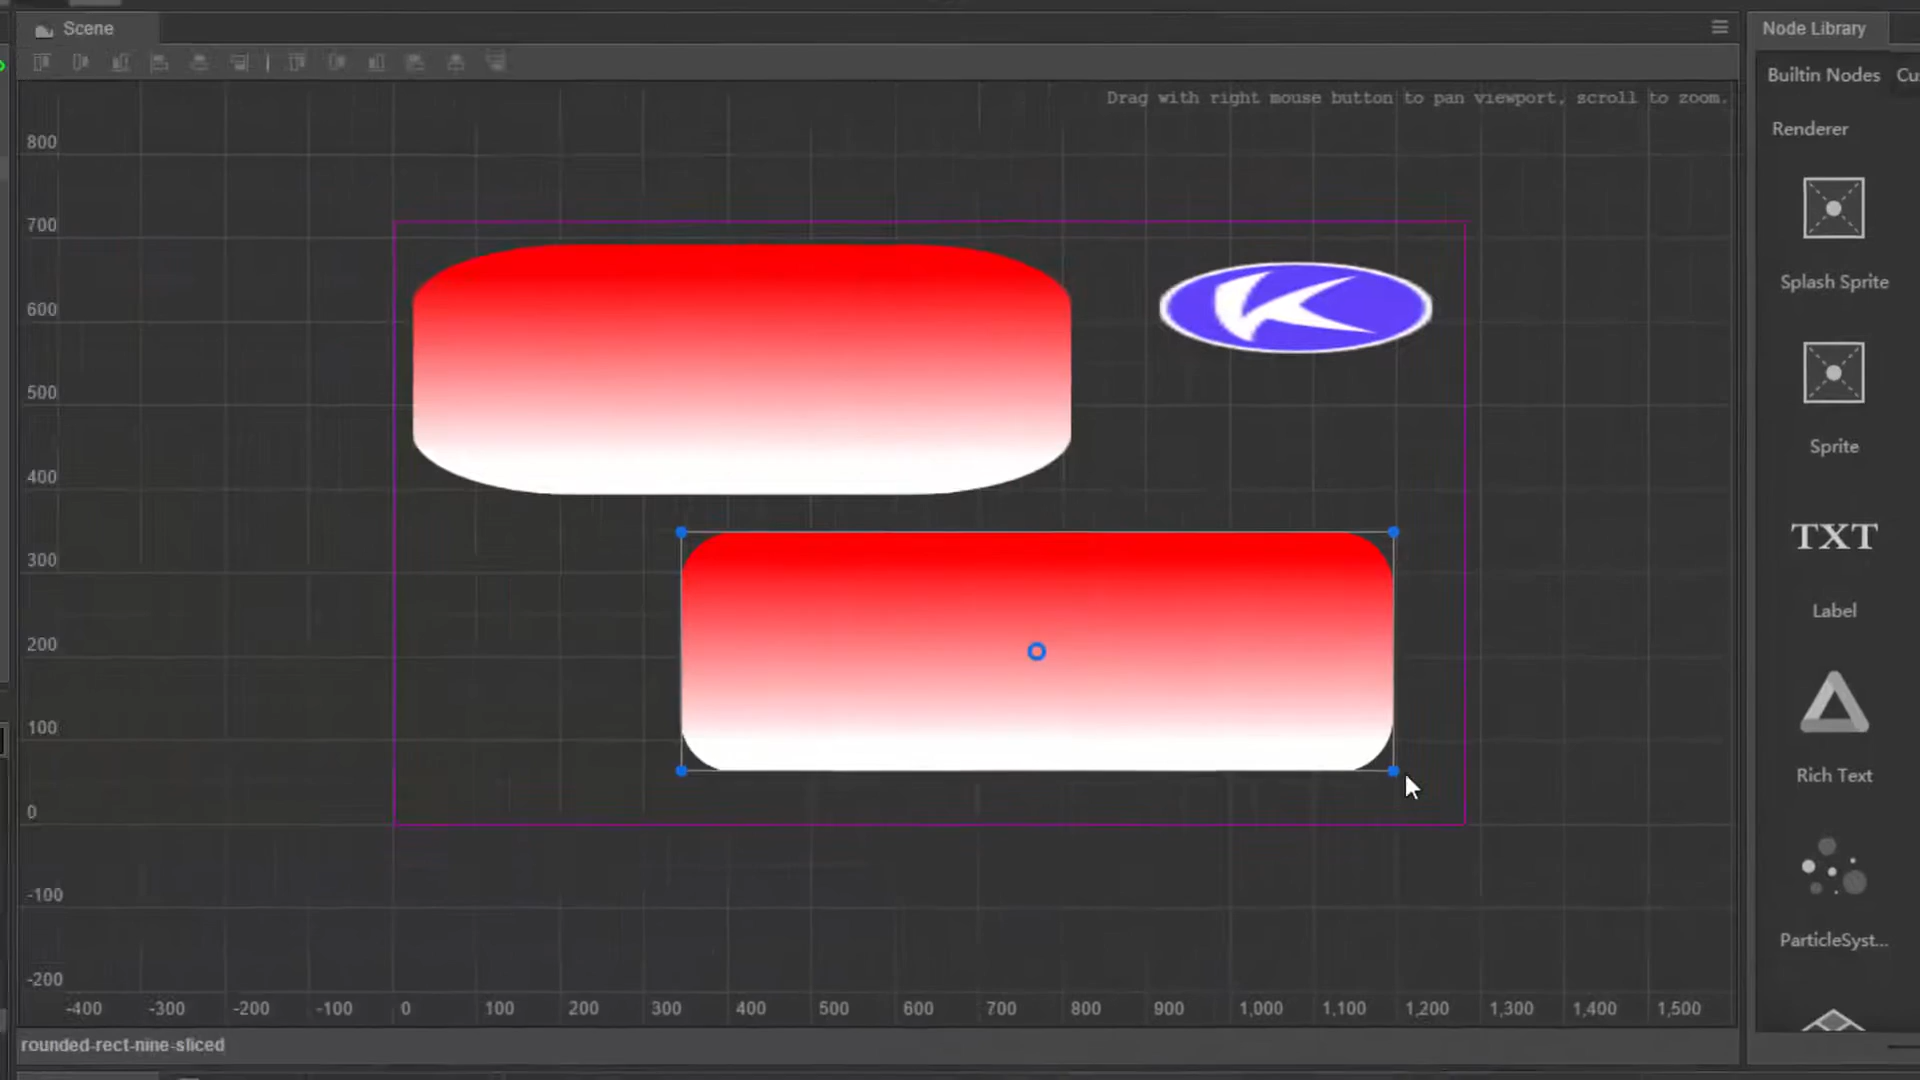 Scene
Node Library
Builtin Nodes
Drag with right mouse button to pan viewport, scroll to zoom.
Renderer
800
700
600
500
400
300
200
100
0
-100
-200
Splash Sprite
Sprite
TXT
Label
Rich Text
ParticleSyst...
-400 -300 -200 -100 0 100 200 300 400 500 600 700 800 900 1,000 1,100 1,200 1,300 1,400 1,500
rounded-rect-nine-sliced